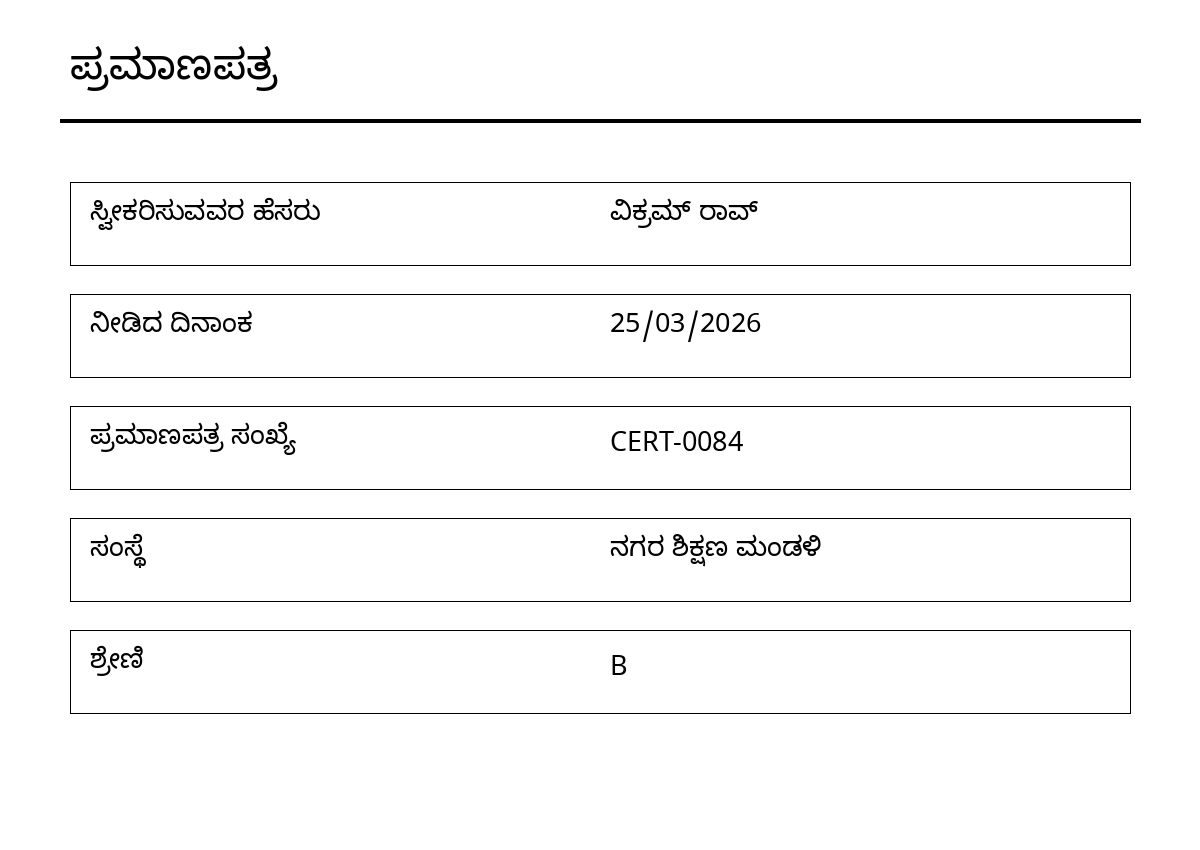 ಪ್ರಮಾಣಪತ್ರ
ಸ್ವೀಕರಿಸುವವರ ಹೆಸರು ವಿಕ್ರಮ್ ರಾವ್
ನೀಡಿದ ದಿನಾಂಕ 25/03/2026
ಪ್ರಮಾಣಪತ್ರ ಸಂಖ್ಯೆ CERT-0084
ಸಂಸ್ಥೆ ನಗರ ಶಿಕ್ಷಣ ಮಂಡಳಿ
ಶ್ರೇಣಿ B